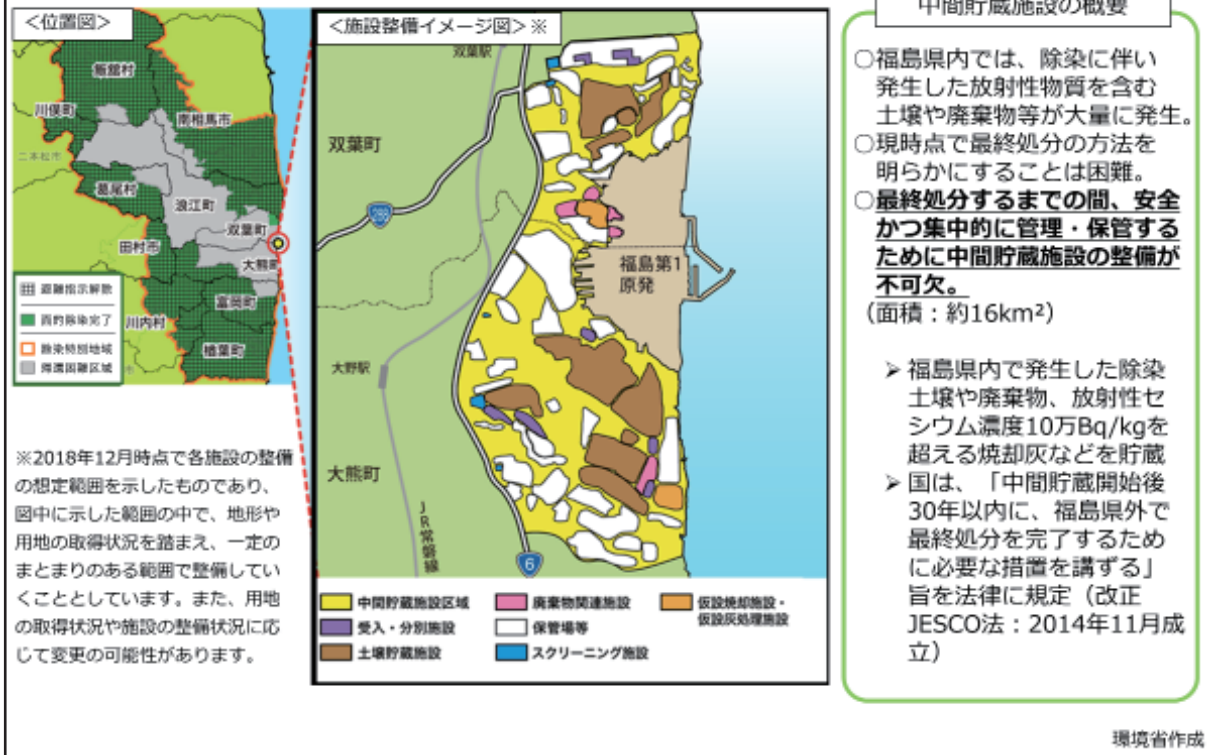 <位置図>
飯舘村
川俣町
南相馬市
二本松市
葛尾村
浪江町
双葉町
田村市
大熊町
富岡町
川内村
楢葉町
避難指示解除
面的除染完了
除染特別地域
帰還困難区域
※2018年12月時点で各施設の整備
の想定範囲を示したものであり、
図中に示した範囲の中で、地形や
用地の取得状況を踏まえ、一定の
まとまりのある範囲で整備してい
くこととしています。また、用地
の取得状況や施設の整備状況に応
じて変更の可能性があります。
<施設整備イメージ図>※
双葉駅
双葉町
288
福島第1
原発
大野駅
大熊町
JR常磐線
6
中間貯蔵施設区域
受入・分別施設
土壌貯蔵施設
廃棄物関連施設
保管場等
スクリーニング施設
仮設焼却施設・
仮設灰処理施設
中間貯蔵施設の概要
○福島県内では、除染に伴い
発生した放射性物質を含む
土壌や廃棄物等が大量に発生。
○現時点で最終処分の方法を
明らかにすることは困難。
○最終処分するまでの間、安全
かつ集中的に管理・保管する
ために中間貯蔵施設の整備が
不可欠。
(面積：約16km²)
➢ 福島県内で発生した除染
土壌や廃棄物、放射性セ
シウム濃度10万Bq/kgを
超える焼却灰などを貯蔵
➢ 国は、「中間貯蔵開始後
30年以内に、福島県外で
最終処分を完了するため
に必要な措置を講ずる」
旨を法律に規定（改正
JESCO法：2014年11月成
立）
環境省作成